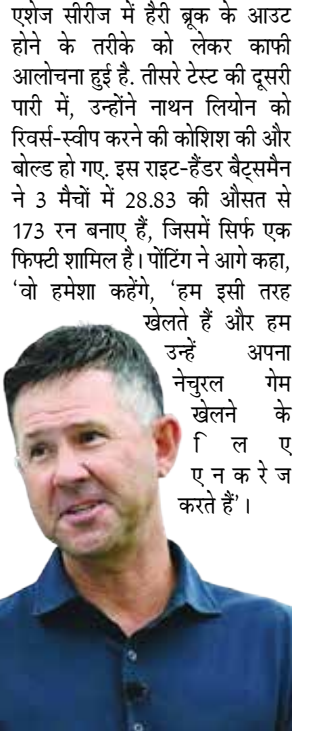 एशेज सीरीज में हैरी ब्रूक के आउट
होने के तरीके को लेकर काफी
आलोचना हुई है. तीसरे टेस्ट की दूसरी
पारी में, उन्होंने नाथन लियोन को
रिवर्स-स्वीप करने की कोशिश की और
बोल्ड हो गए. इस राइट-हैंडर बैट्समैन
ने 3 मैचों में 28.83 की औसत से
173 रन बनाए हैं, जिसमें सिर्फ एक
फिफ्टी शामिल है। पोंटिंग ने आगे कहा,
‘वो हमेशा कहेंगे, ‘हम इसी तरह
खेलते हैं और हम
उन्हें अपना
नेचुरल गेम
खेलने के
लिए
एनकरेज
करते हैं’।